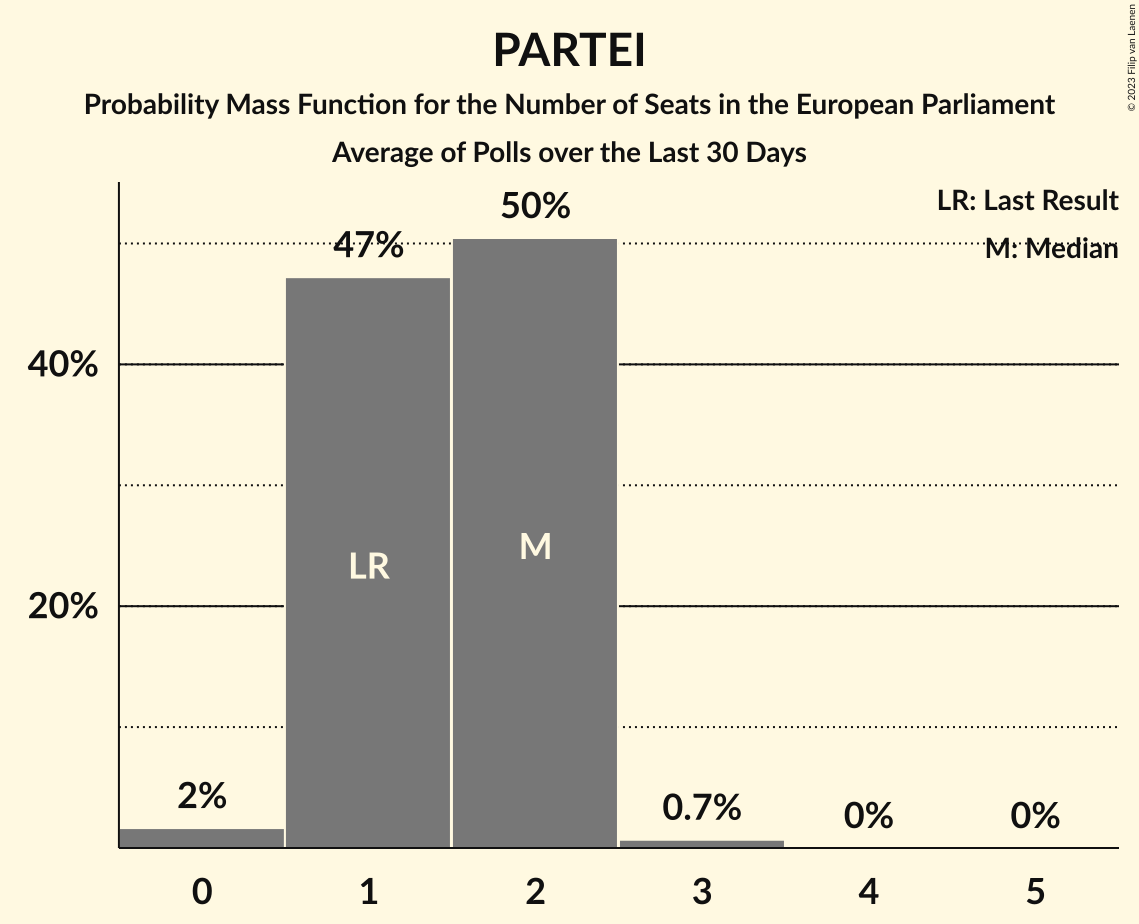 PARTEI
Probability Mass Function for the Number of Seats in the European Parliament
Average of Polls over the Last 30 Days
© 2023 Filip van Laenen
LR: Last Result
M: Median
50%
47%
40%
LR
M
20%
2%
0.7%
0%
0%
0
1
2
3
4
5